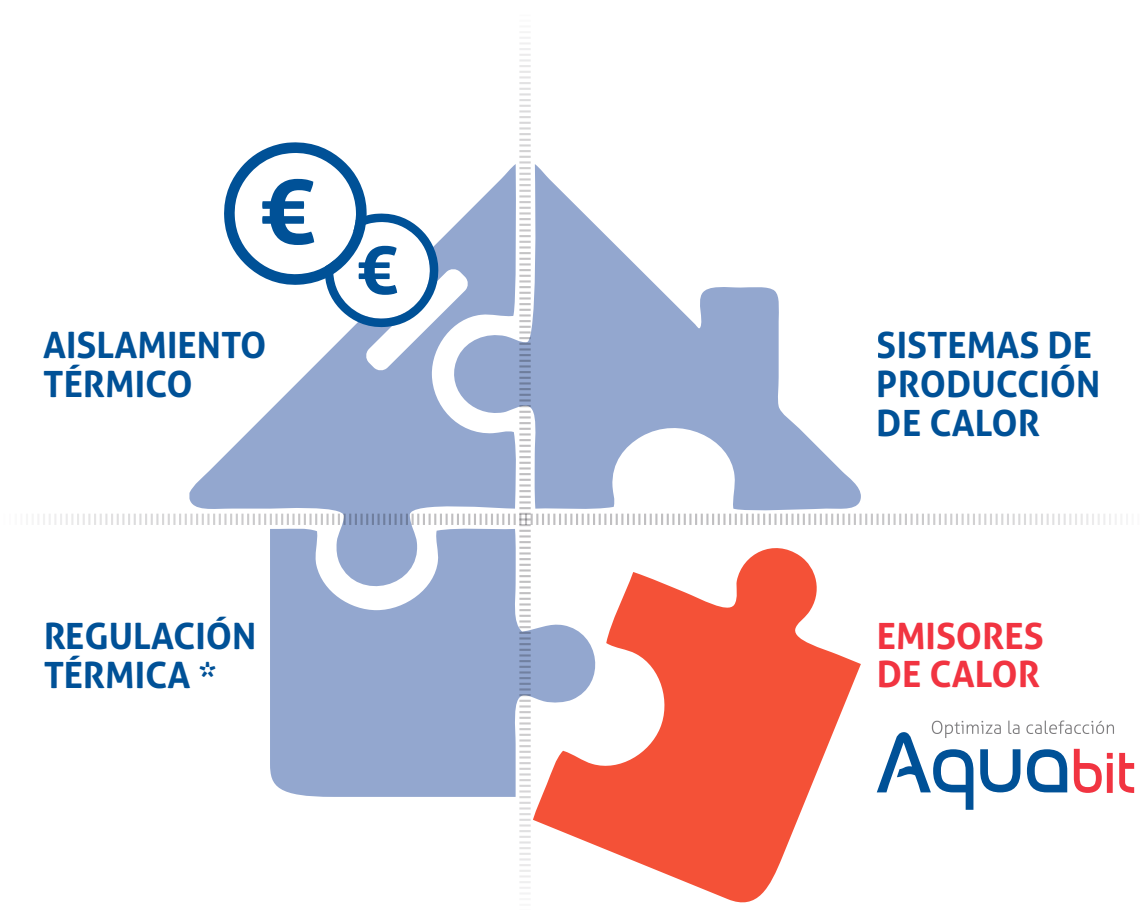 €
€
AISLAMIENTO
TÉRMICO
SISTEMAS DE
PRODUCCIÓN
DE CALOR
REGULACIÓN
TÉRMICA *
EMISORES
DE CALOR
Optimiza la calefacción
Aquabit